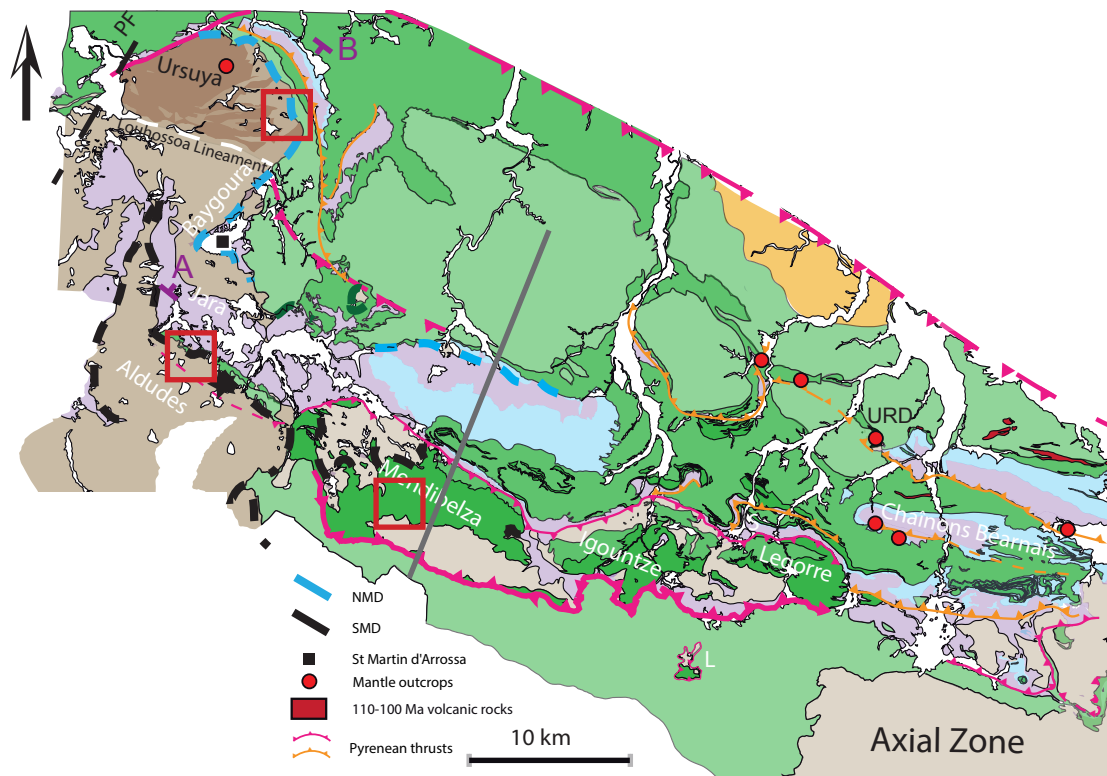 PF
B
Ursuya
Louhossoa Lineament
Baygoura
A
Jara
Aldudes
URD
Mendibelza
Chaînons Béarnais
Igountze
Legorre
NMD
SMD
St Martin d'Arrossa
L
Mantle outcrops
110-100 Ma volcanic rocks
Pyrenean thrusts
10 km
Axial Zone